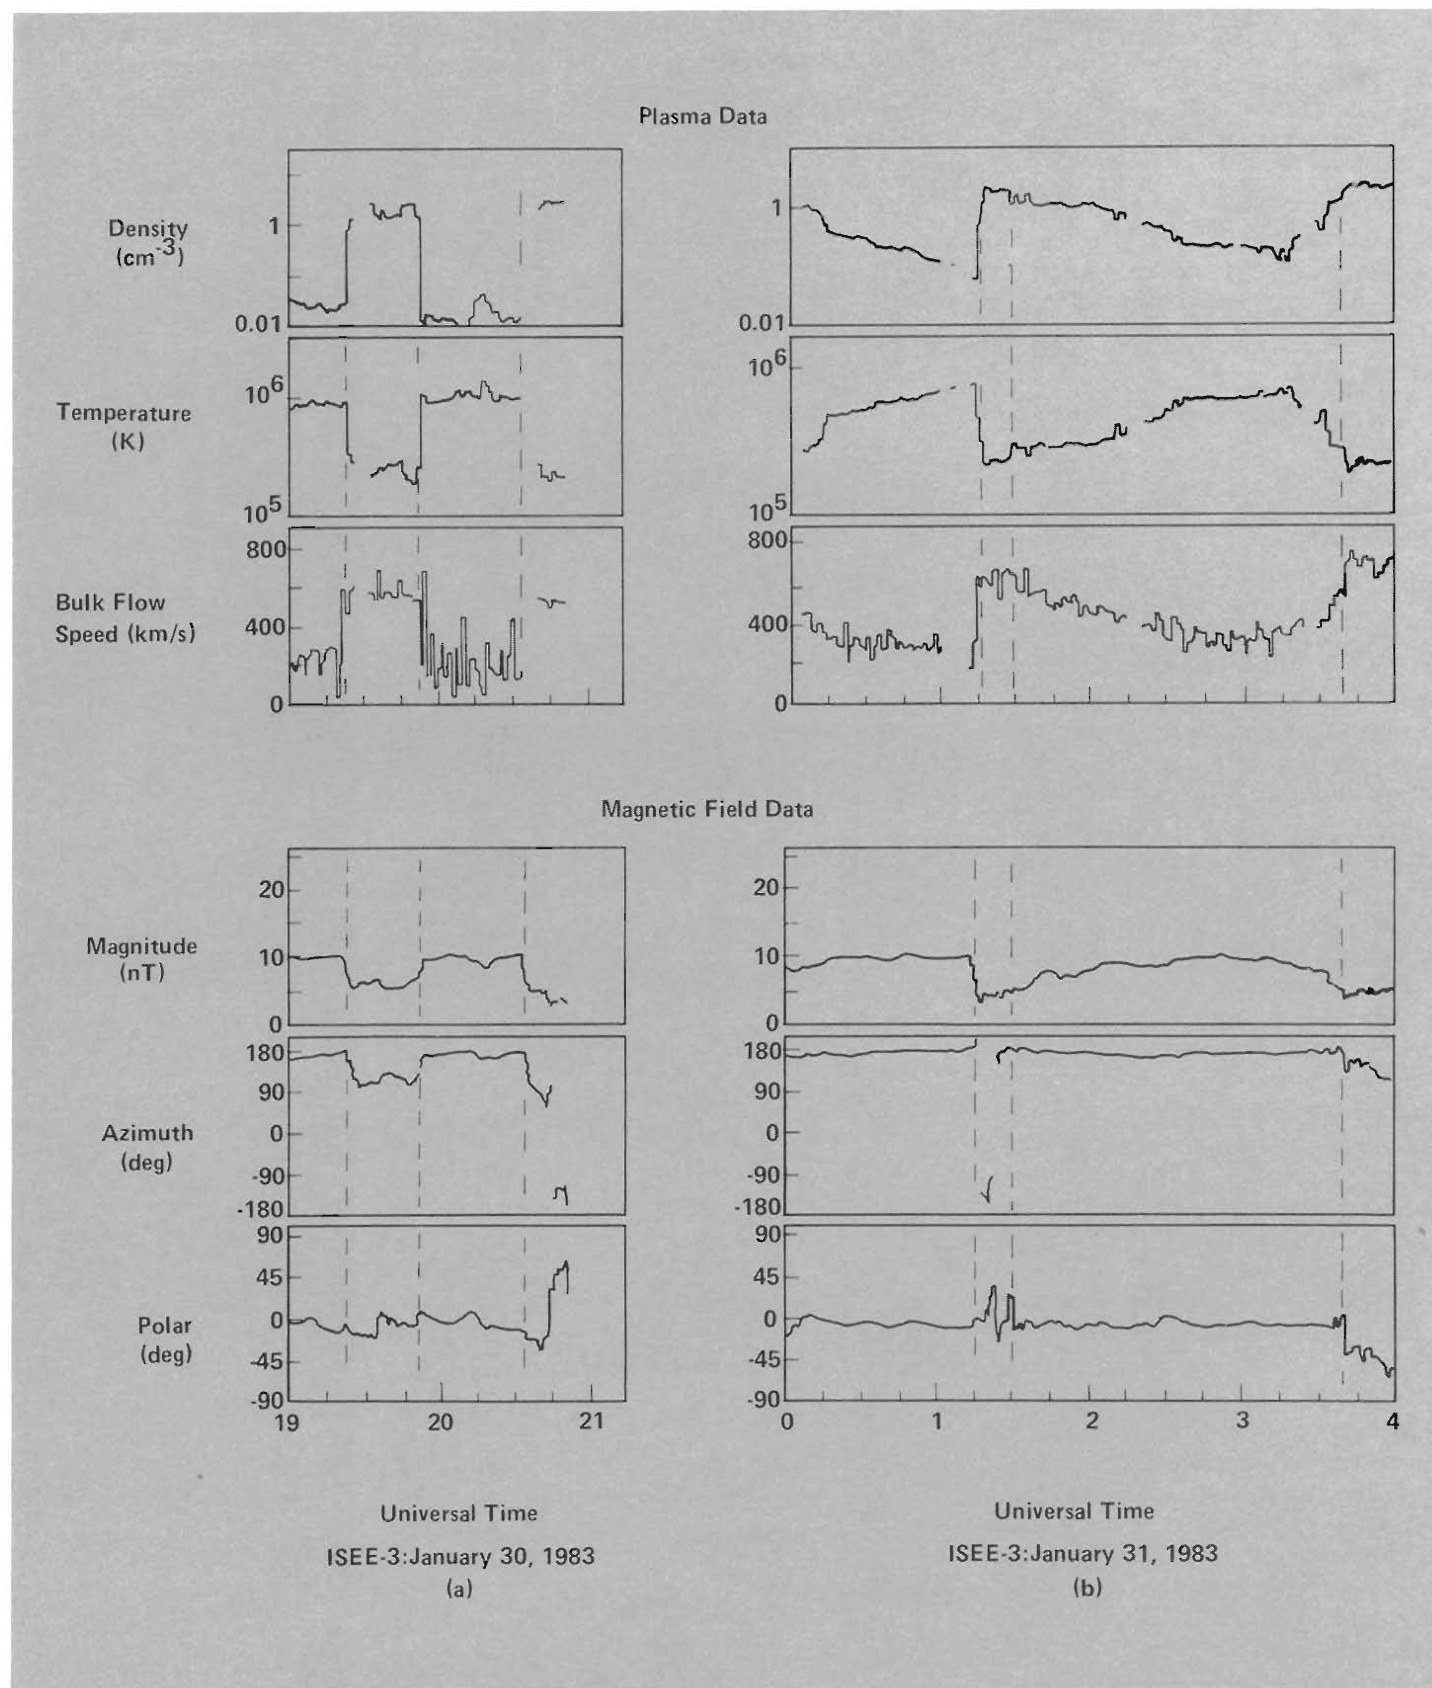 Plasma Data
Density
(cm-3)
1
0.01
1
0.01
Temperature
(K)
10^6
10^5
10^6
10^5
Bulk Flow
Speed (km/s)
800
400
0
800
400
0
Magnetic Field Data
Magnitude
(nT)
20
10
0
20
10
0
Azimuth
(deg)
180
90
0
-90
-180
180
90
0
-90
-180
Polar
(deg)
90
45
0
-45
-90
90
45
0
-45
-90
19 20 21
0 1 2 3 4
Universal Time
ISEE-3:January 30, 1983
(a)
Universal Time
ISEE-3:January 31, 1983
(b)